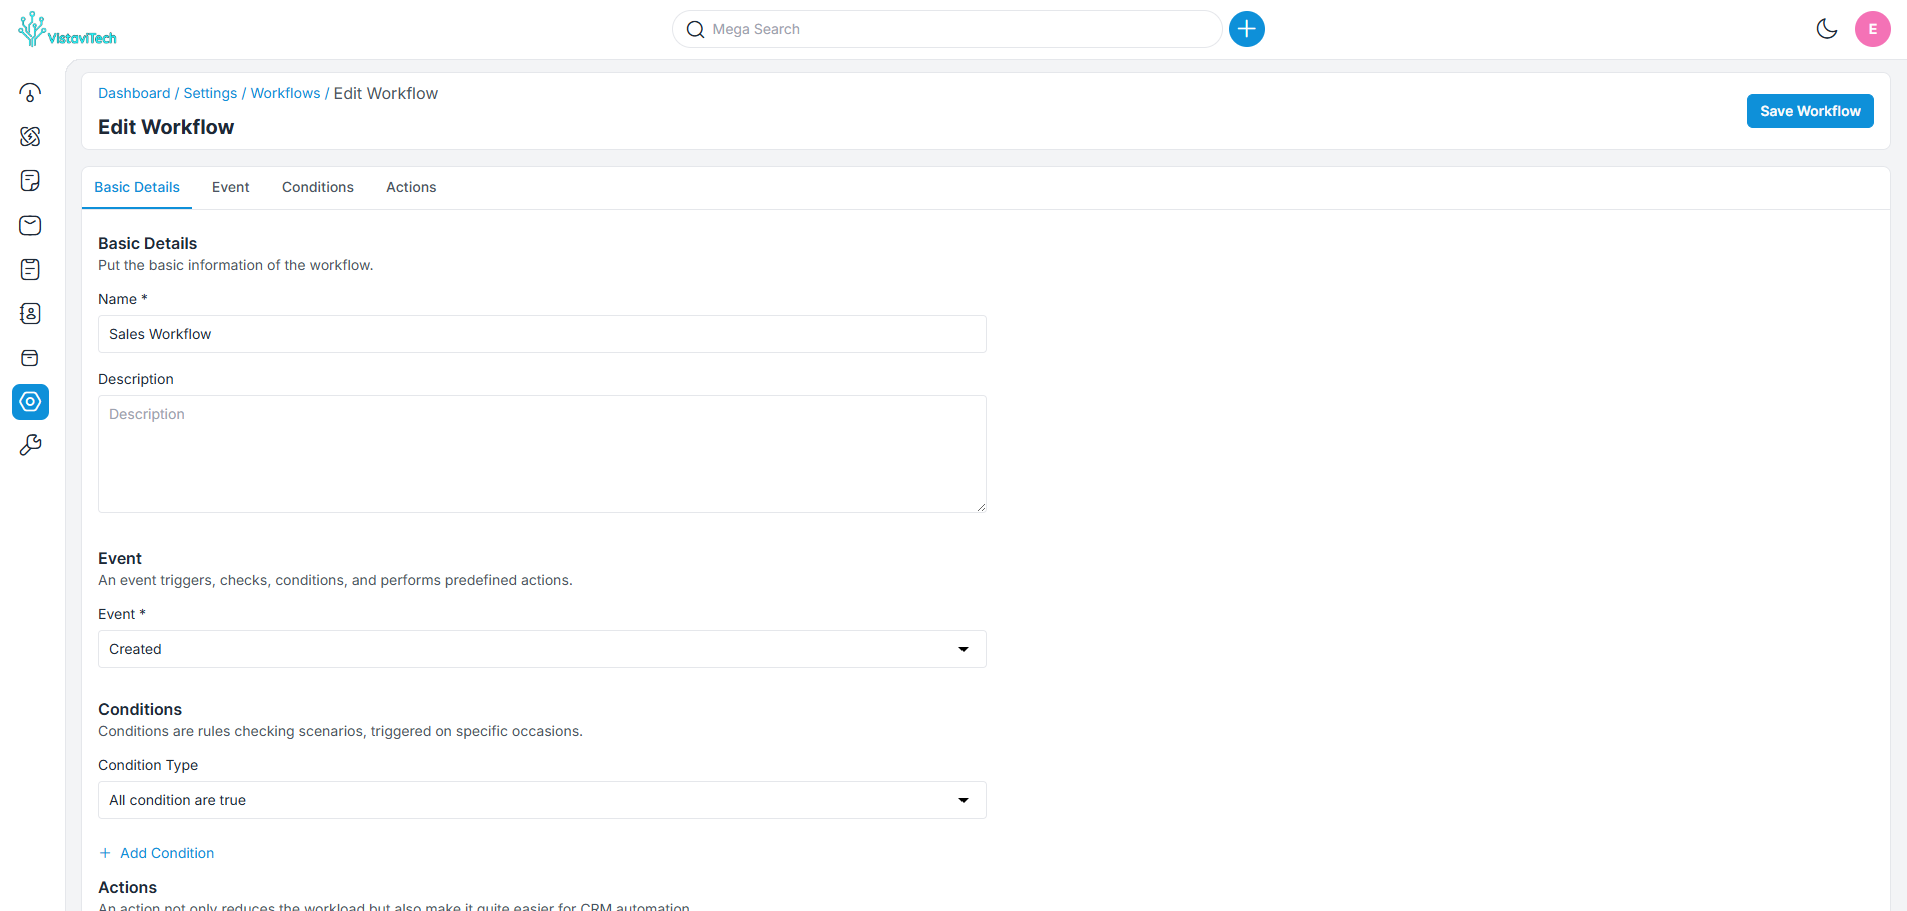 VistaviTech
Mega Search
E
Dashboard / Settings / Workflows / Edit Workflow
Edit Workflow
Save Workflow
Basic Details
Event
Conditions
Actions
Basic Details
Put the basic information of the workflow.
Name *
Sales Workflow
Description
Description
Event
An event triggers, checks, conditions, and performs predefined actions.
Event *
Created
Conditions
Conditions are rules checking scenarios, triggered on specific occasions.
Condition Type
All condition are true
+ Add Condition
Actions
An action not only reduces the workload but also make it quite easier for CRM automation.